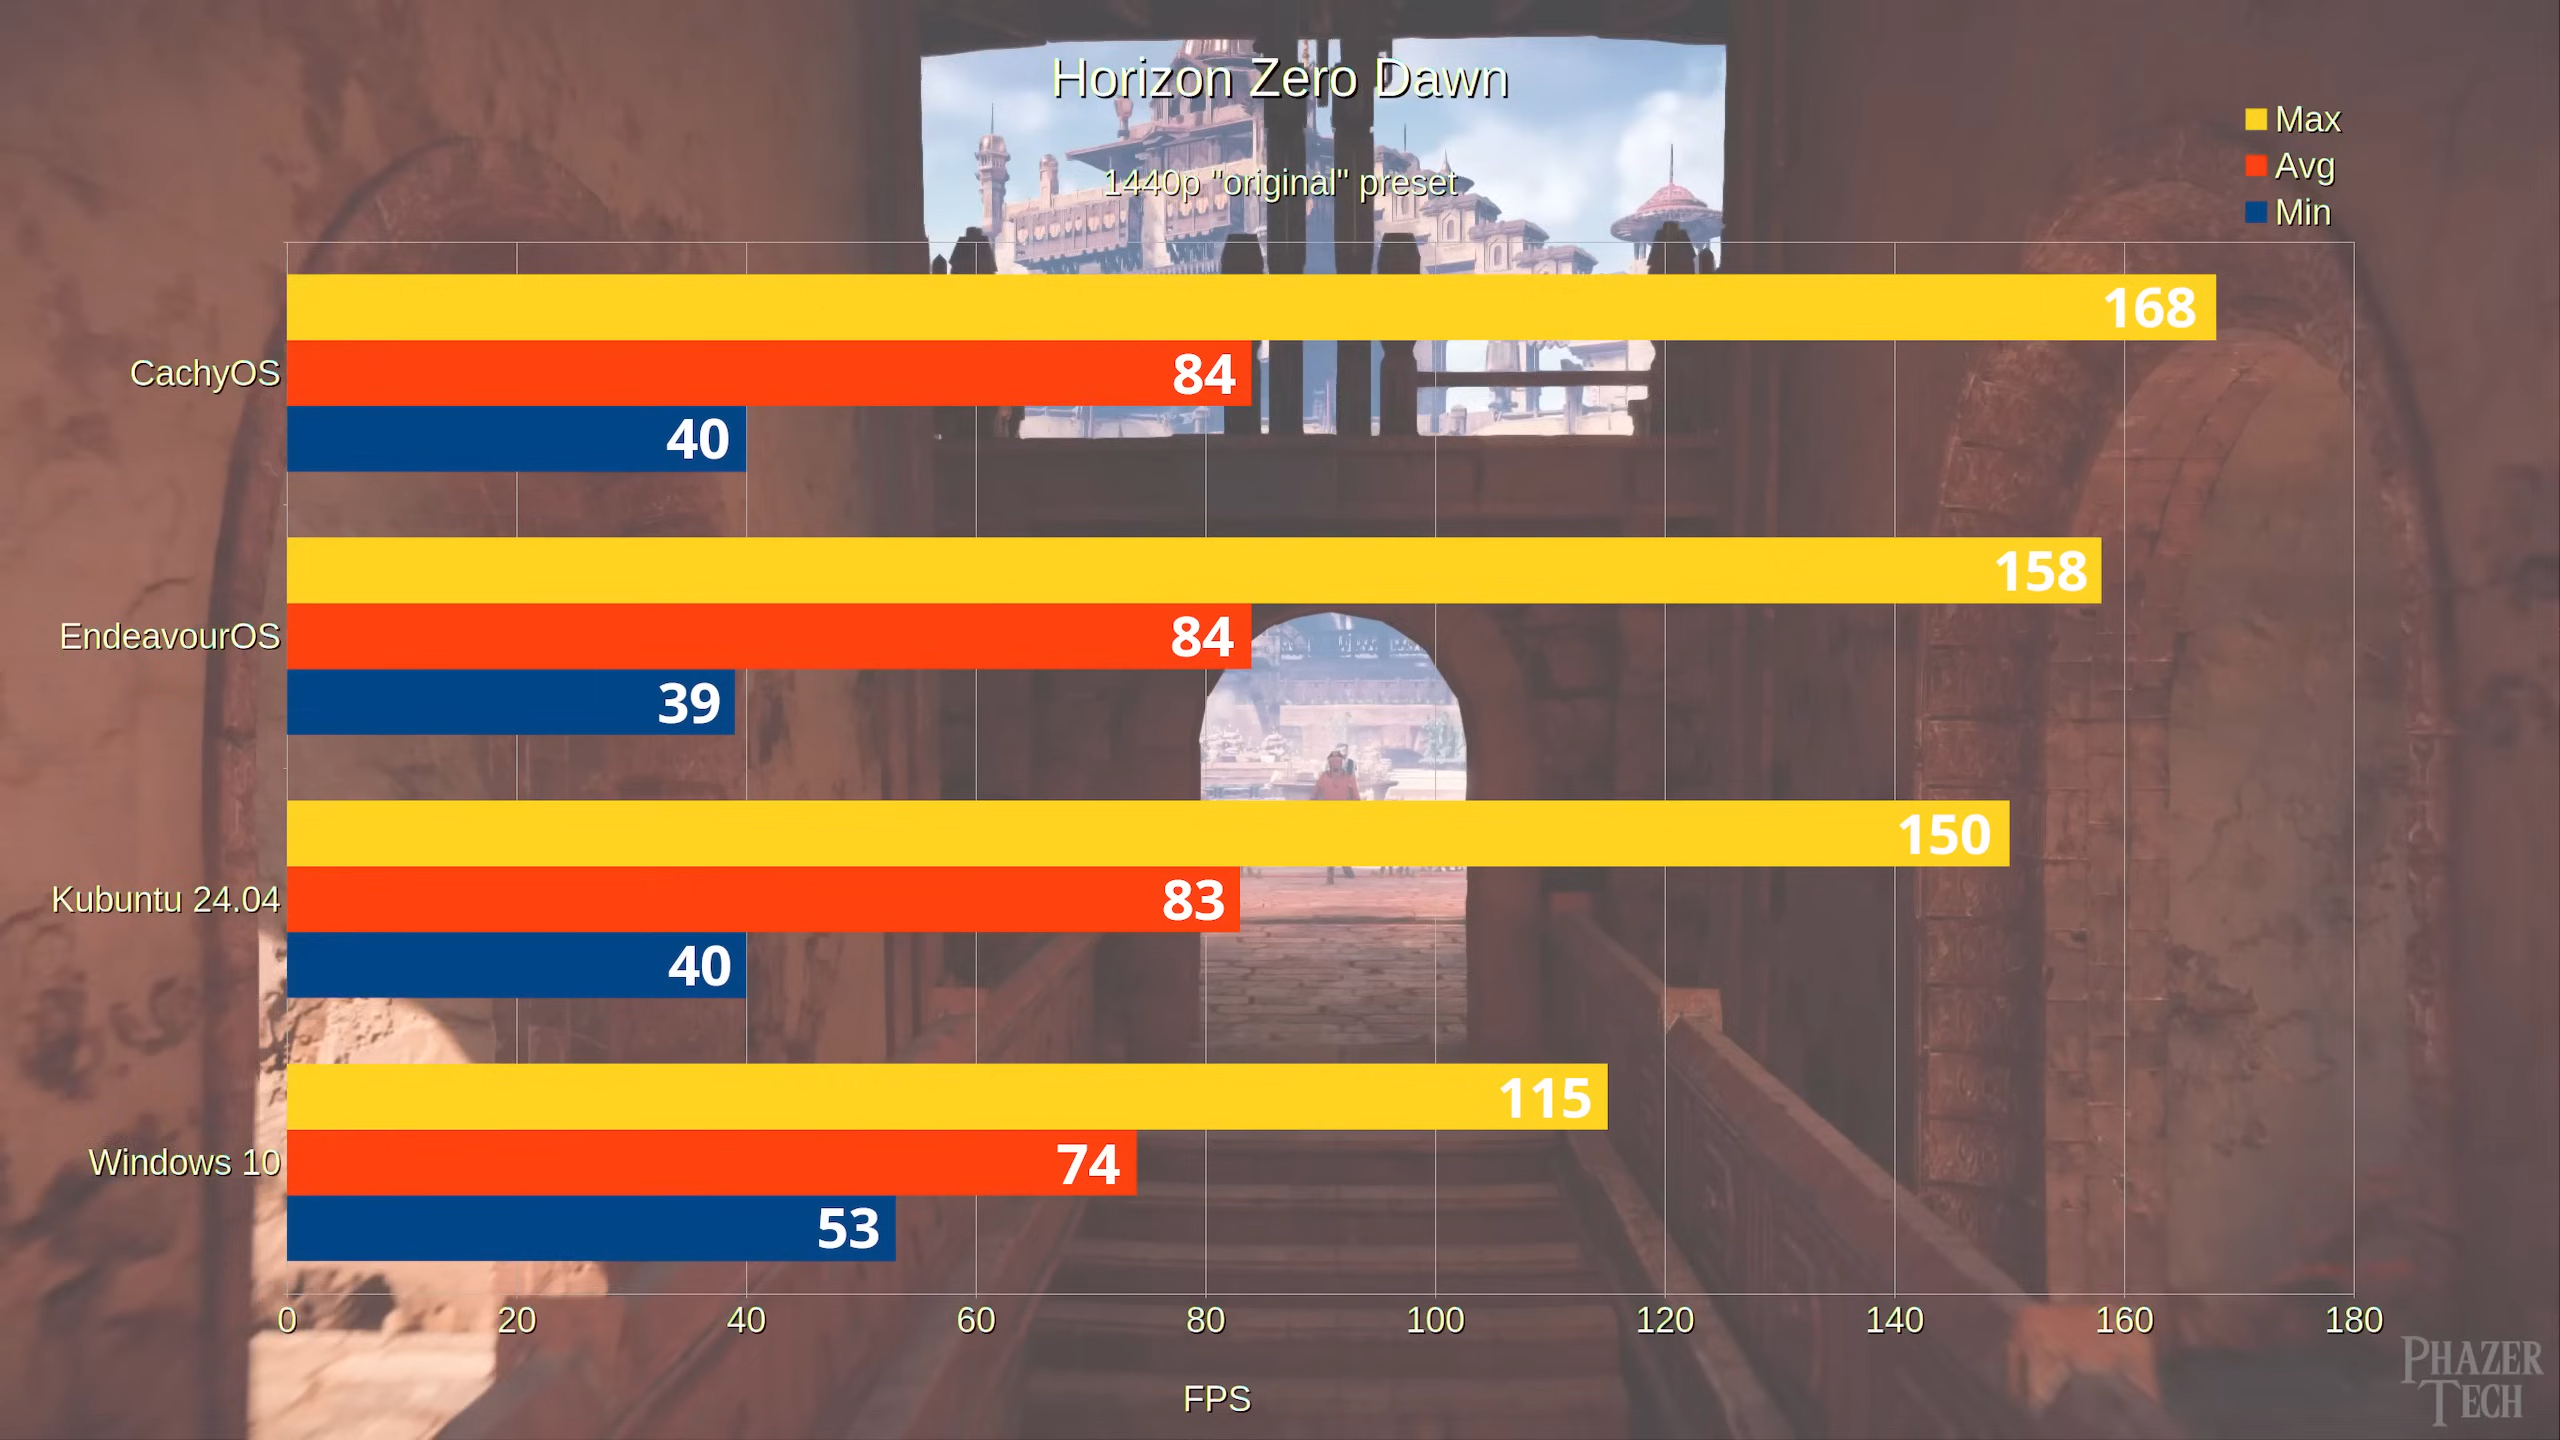 Horizon Zero Dawn
1440p "original" preset
Max
Avg
Min
CachyOS
168
84
40
EndeavourOS
158
84
39
Kubuntu 24.04
150
83
40
Windows 10
115
74
53
0 20 40 60 80 100 120 140 160 180
FPS
PHAZER
TECH